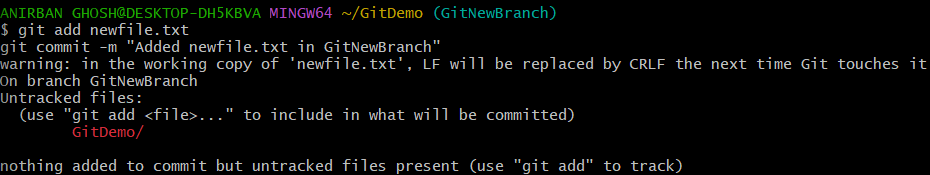 ANIRBAN GHOSH@DESKTOP-DH5KBVA MINGW64 ~/GitDemo (GitNewBranch)
$ git add newfile.txt
git commit -m "Added newfile.txt in GitNewBranch"
warning: in the working copy of 'newfile.txt', LF will be replaced by CRLF the next time Git touches it
On branch GitNewBranch
Untracked files:
  (use "git add <file>..." to include in what will be committed)
        GitDemo/

nothing added to commit but untracked files present (use "git add" to track)